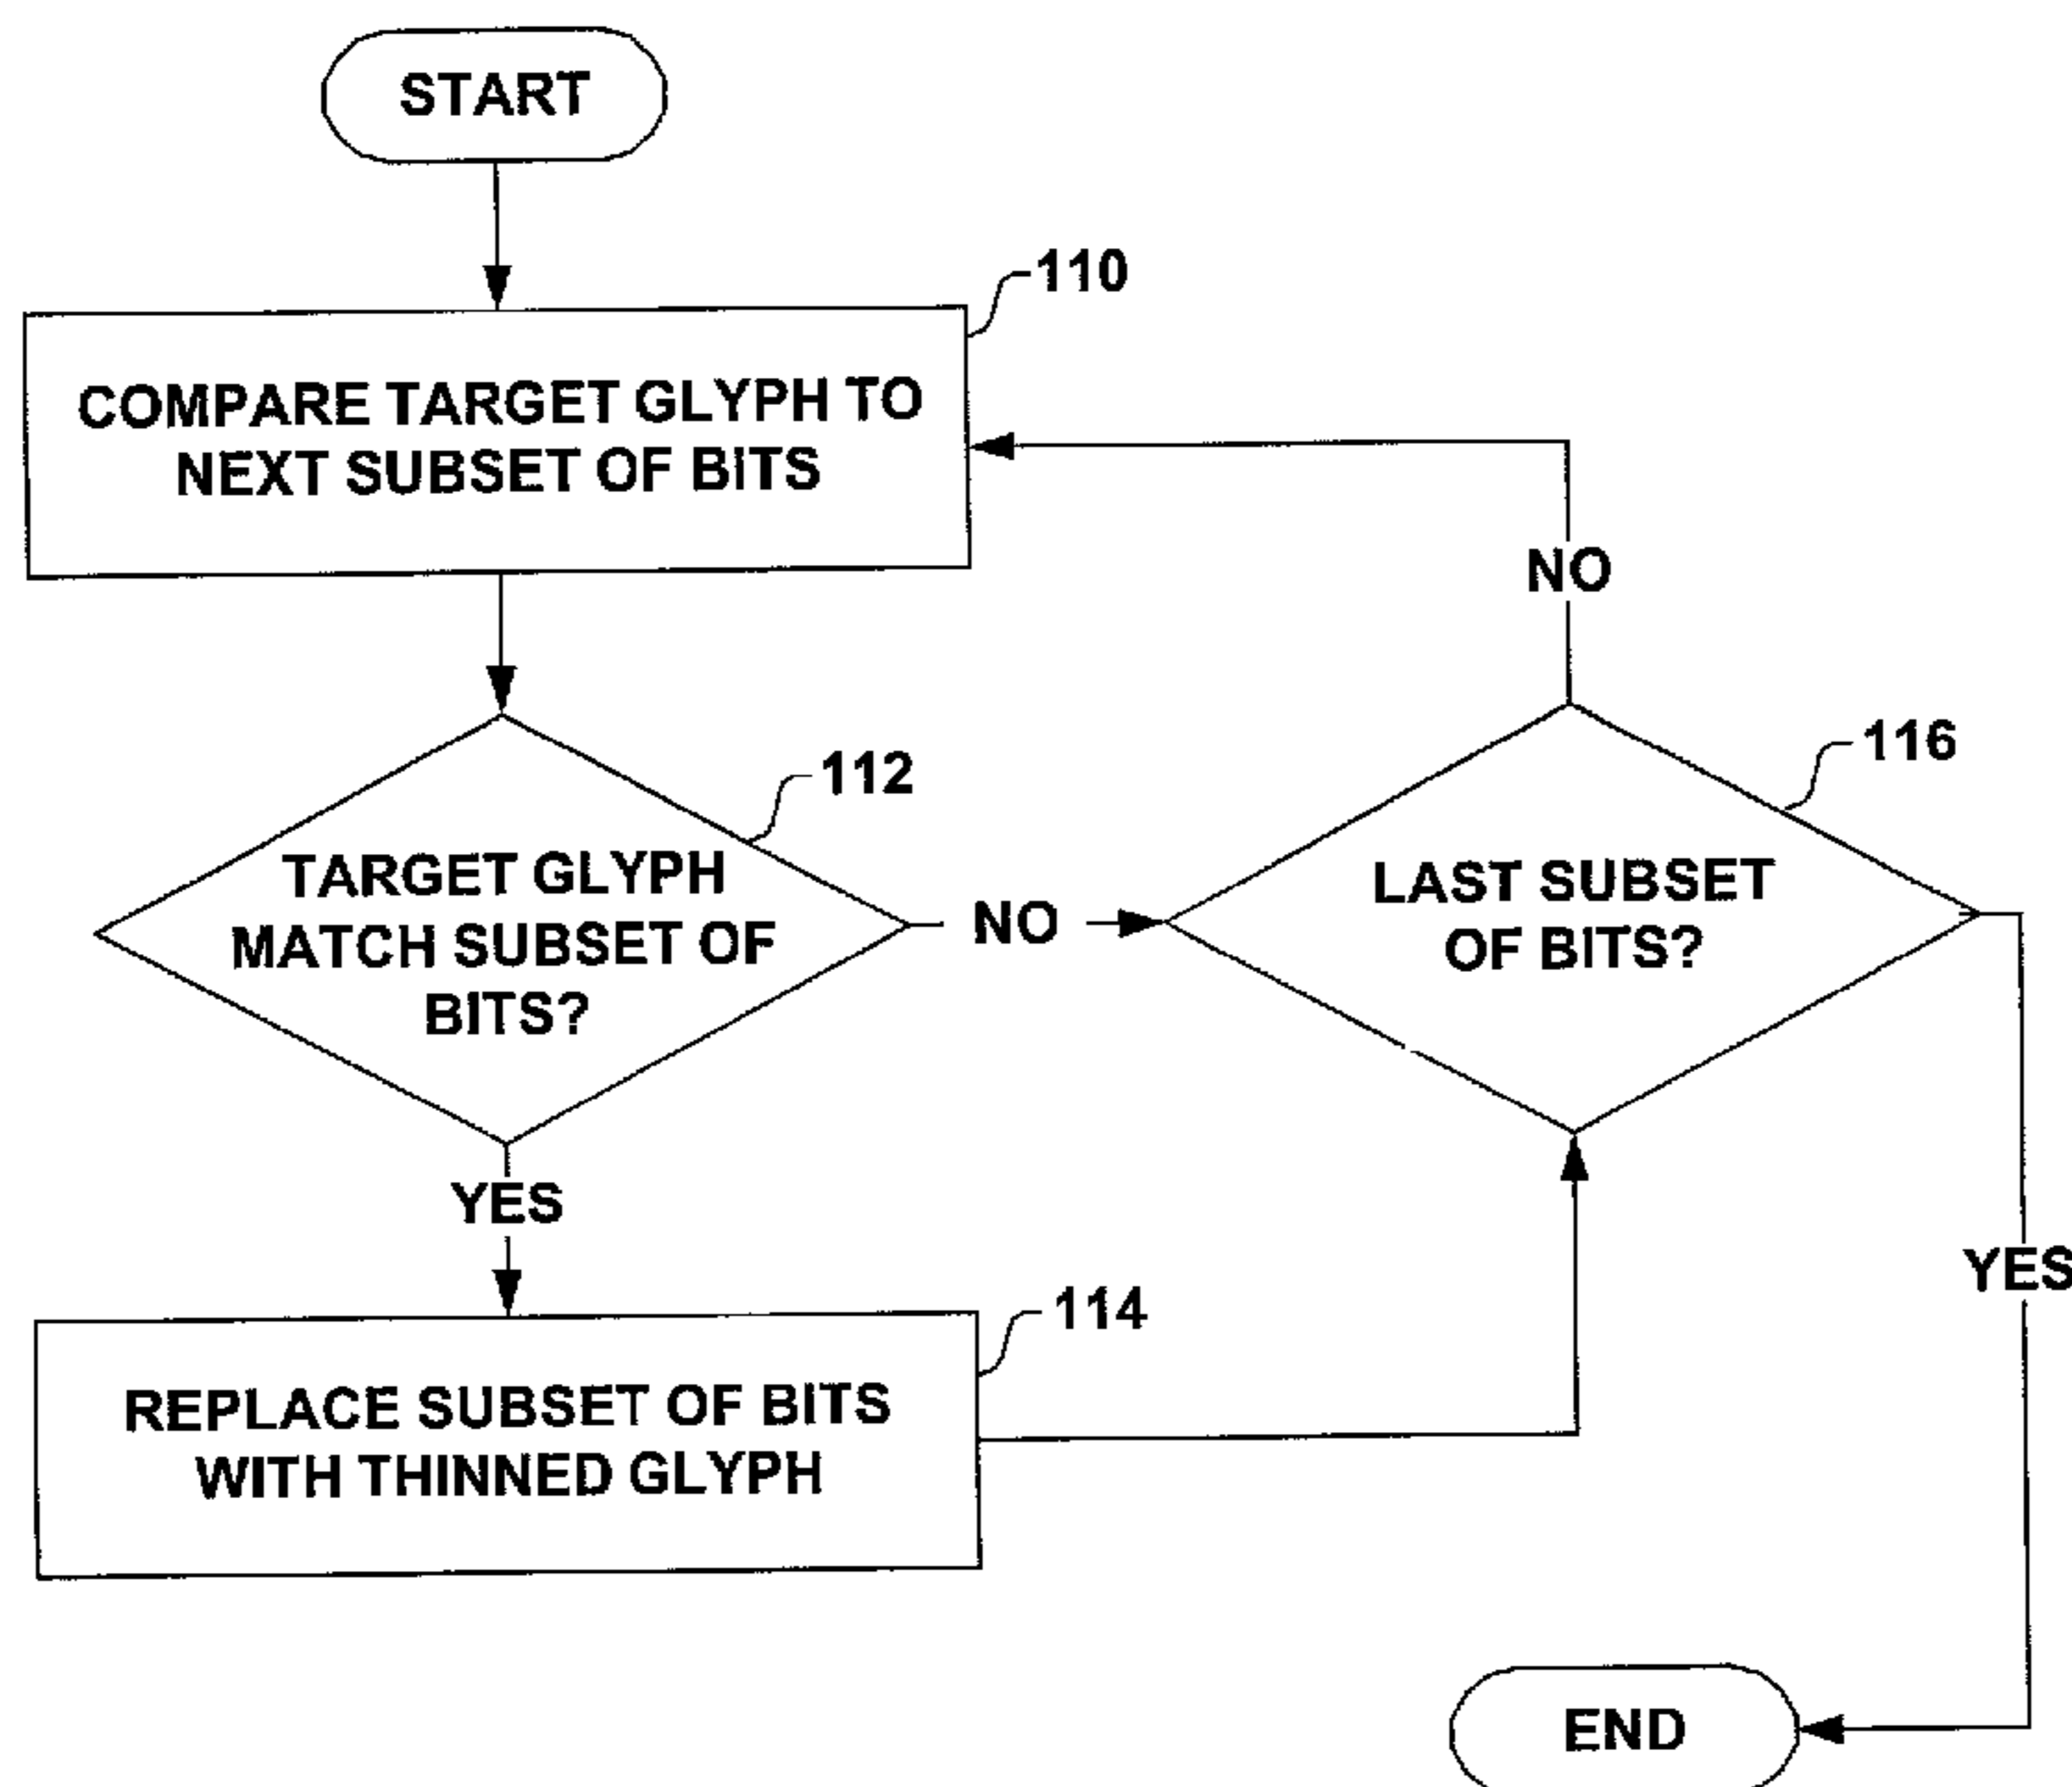 START
110
COMPARE TARGET GLYPH TO
NEXT SUBSET OF BITS
NO
112
116
TARGET GLYPH
MATCH SUBSET OF
BITS?
NO
LAST SUBSET
OF BITS?
YES
YES
114
REPLACE SUBSET OF BITS
WITH THINNED GLYPH
END